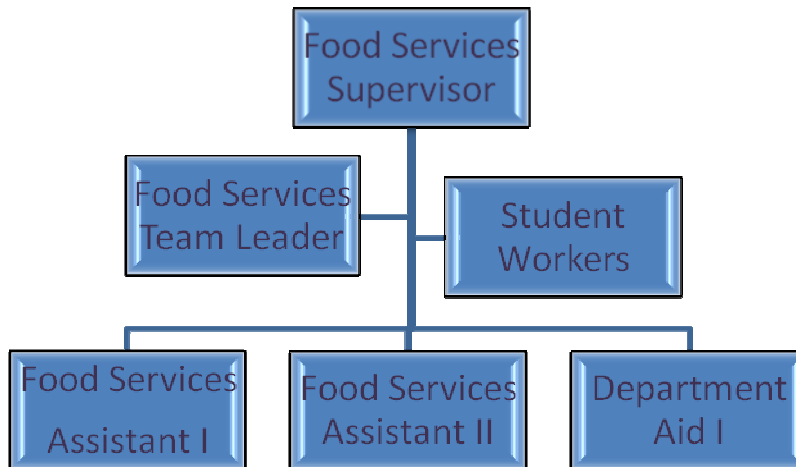 Food Services
Supervisor
Food Services
Team Leader
Student
Workers
Food Services
Assistant I
Food Services
Assistant II
Department
Aid I